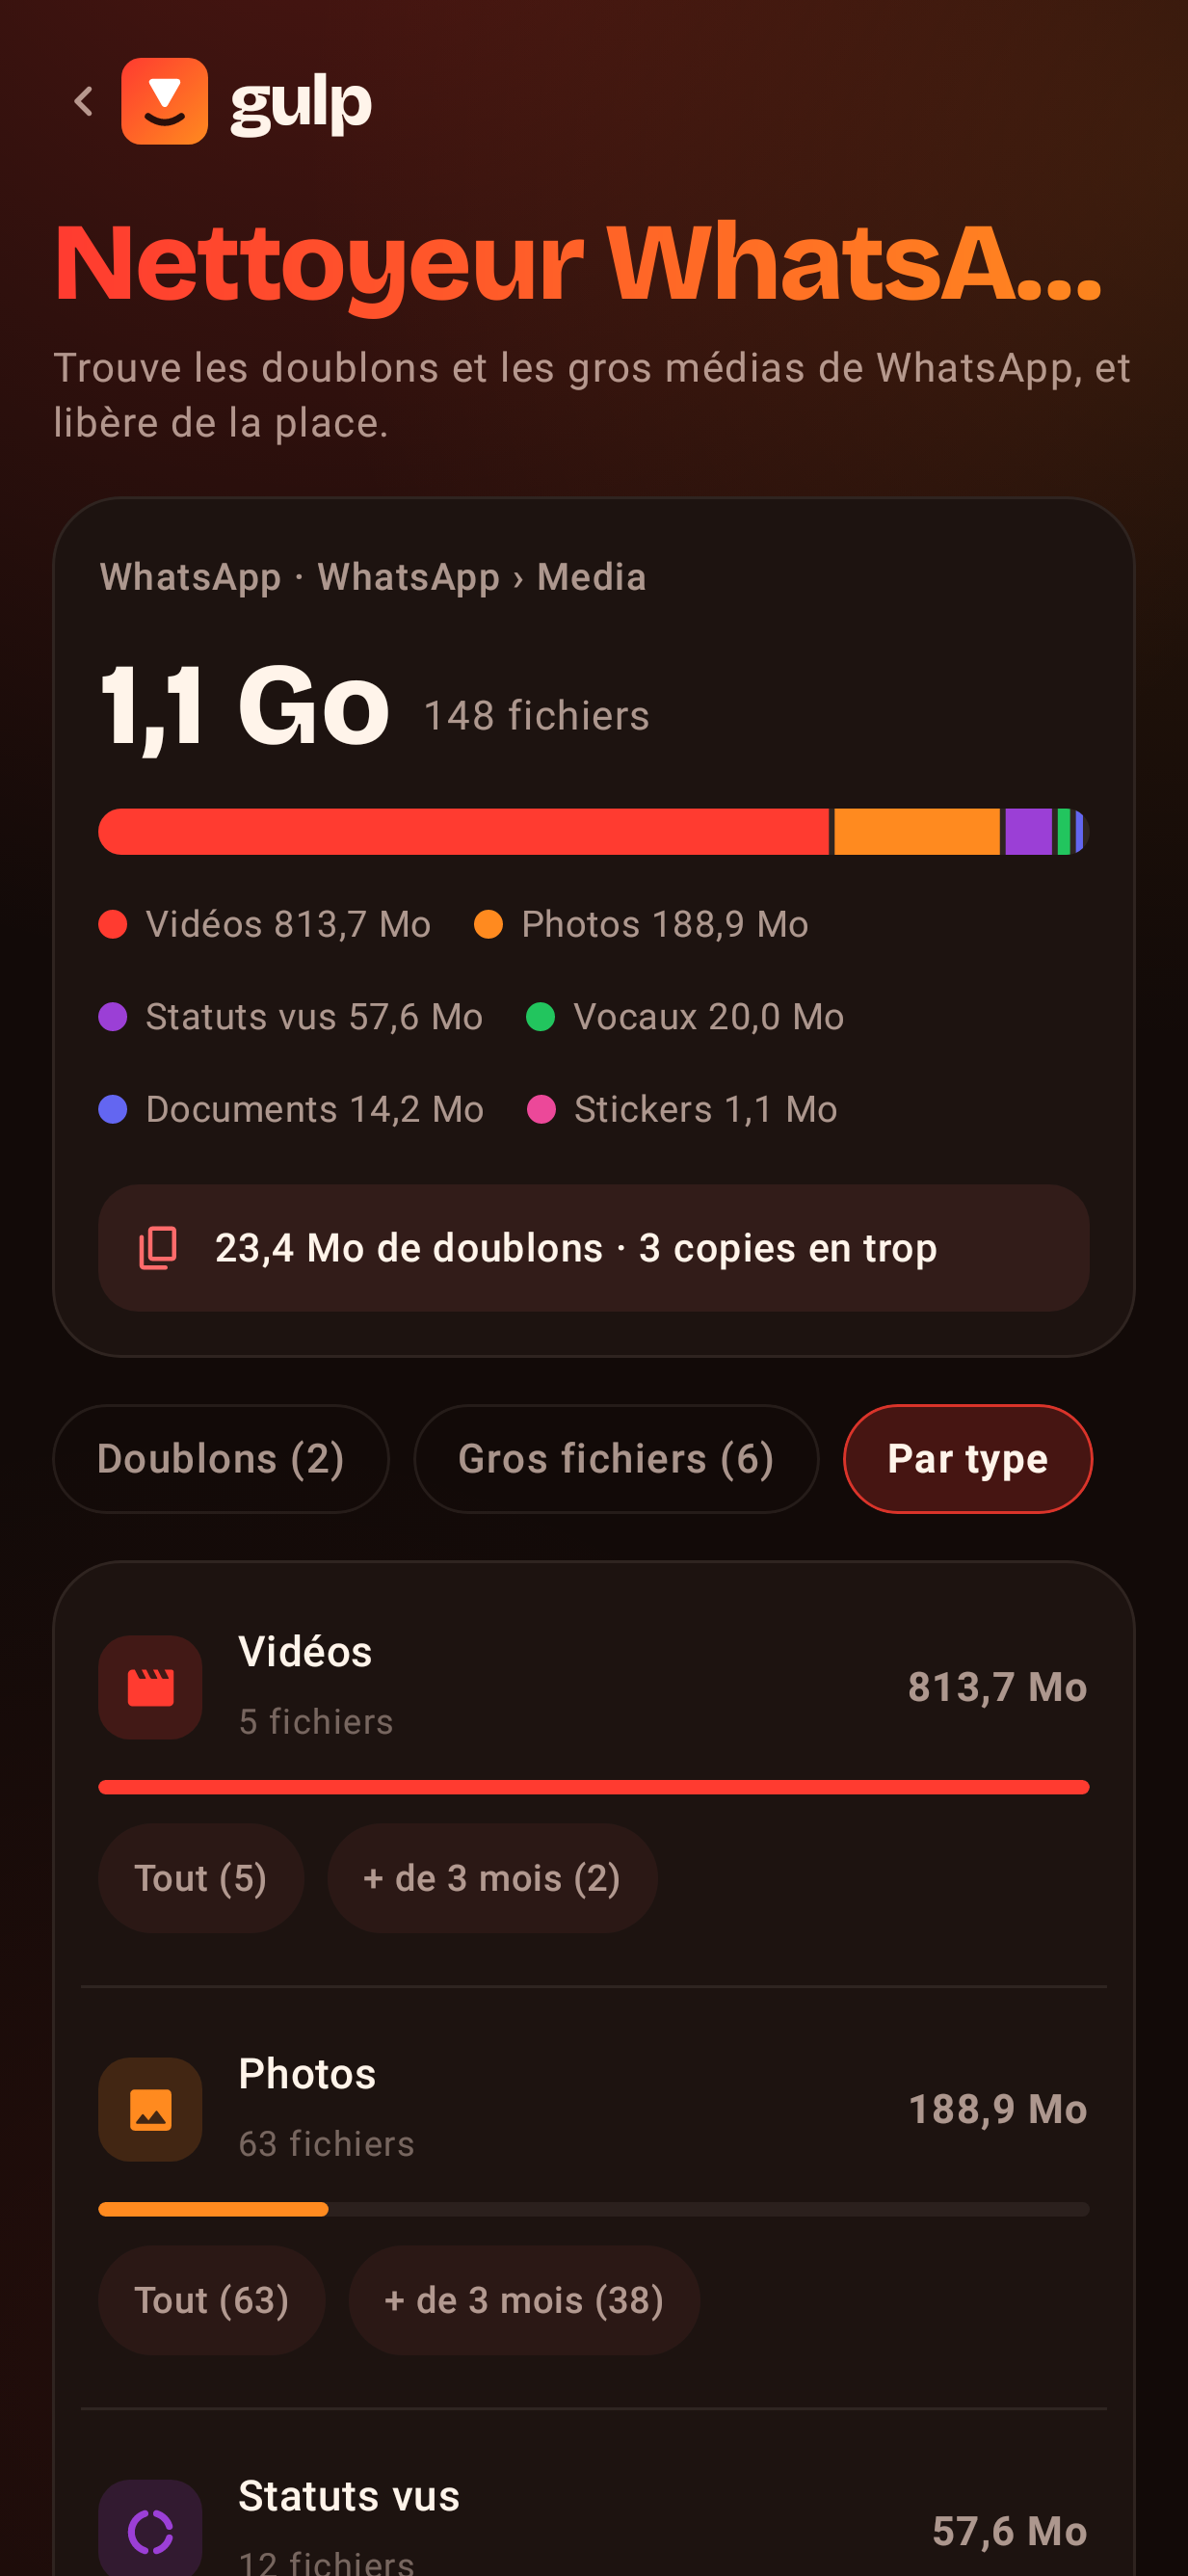 gulp
Nettoyeur WhatsA...
Trouve les doublons et les gros médias de WhatsApp, et
libère de la place.
WhatsApp · WhatsApp › Media
1,1 Go 148 fichiers
Vidéos 813,7 Mo Photos 188,9 Mo
Statuts vus 57,6 Mo Vocaux 20,0 Mo
Documents 14,2 Mo Stickers 1,1 Mo
23,4 Mo de doublons · 3 copies en trop
Doublons (2) Gros fichiers (6) Par type
Vidéos
5 fichiers
813,7 Mo
Tout (5) + de 3 mois (2)
Photos
63 fichiers
188,9 Mo
Tout (63) + de 3 mois (38)
Statuts vus
12 fichiers
57,6 Mo